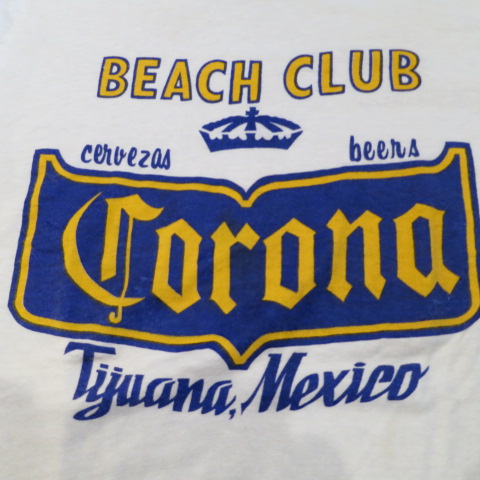 BEACH CLUB
cervezas beers
Corona
Tijuana, Mexico